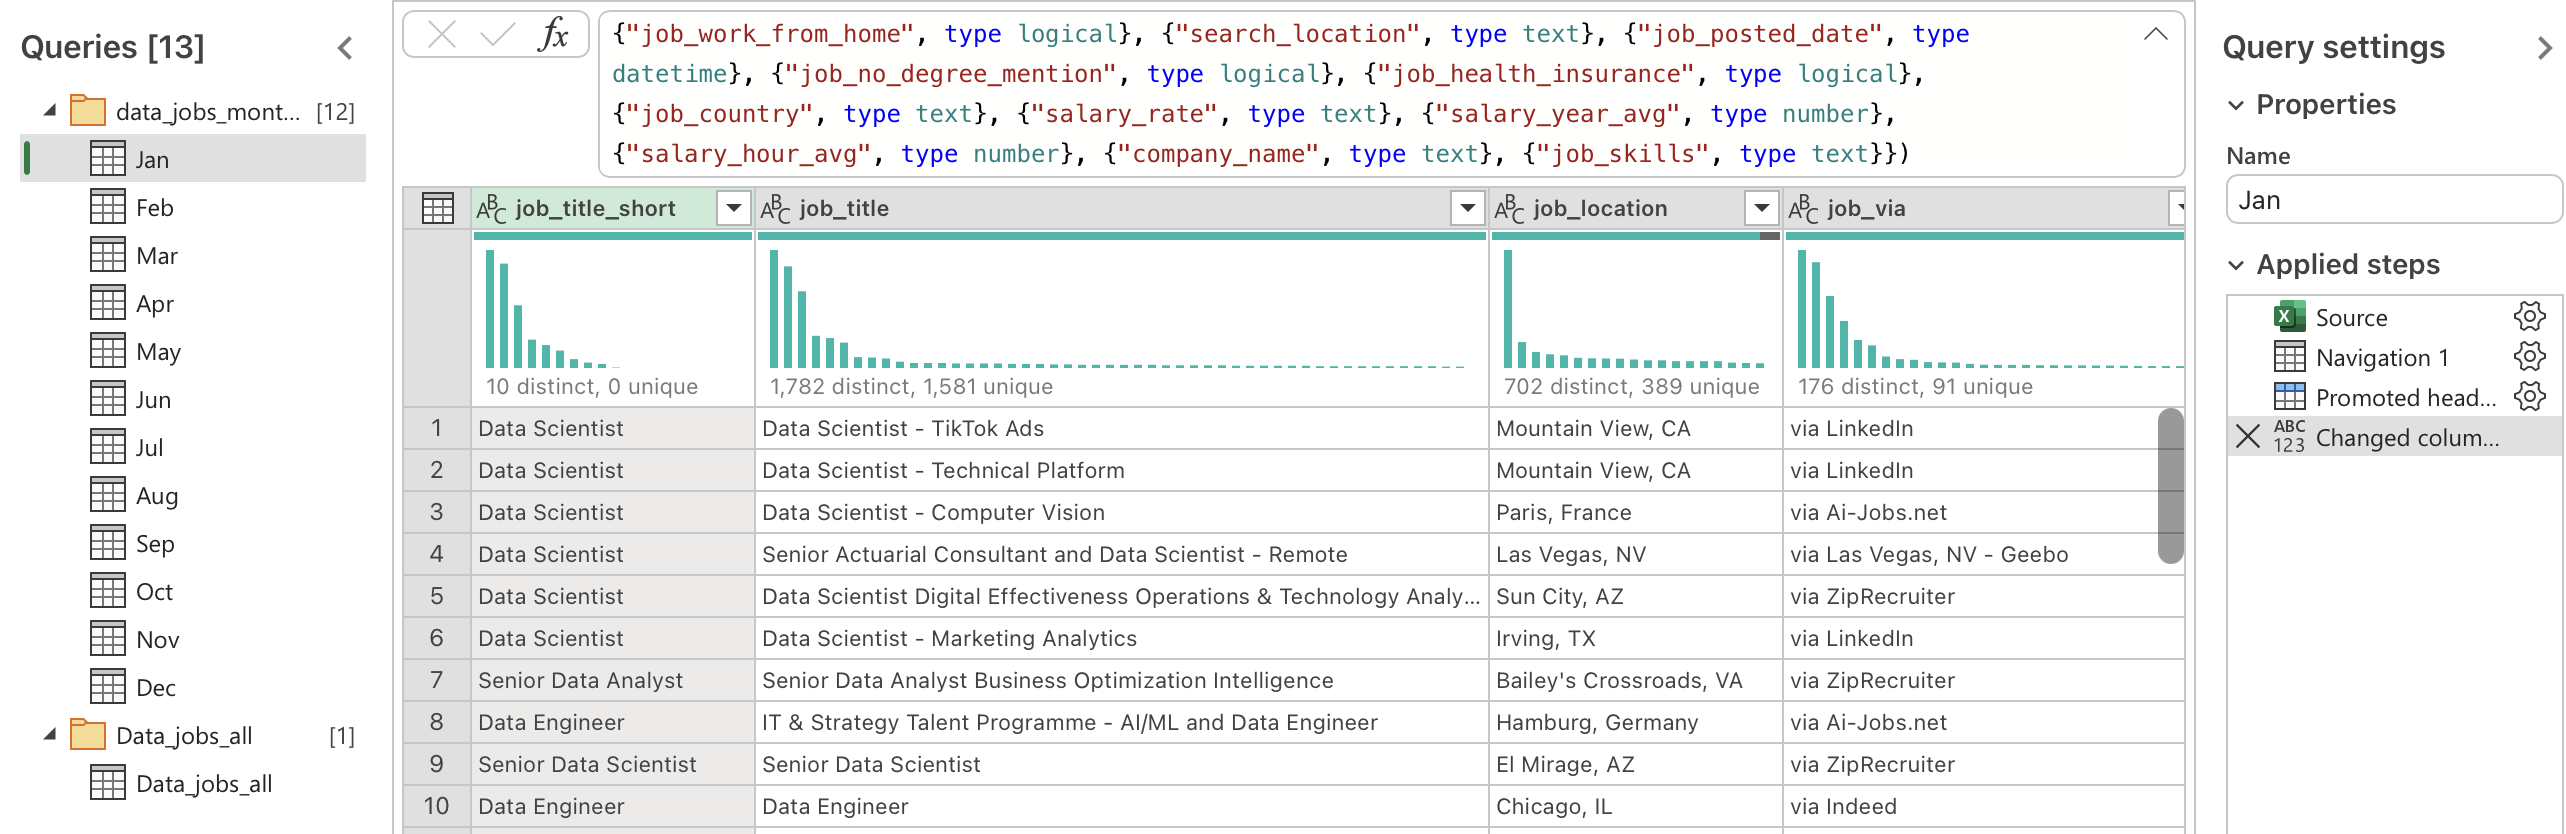 Queries [13]
data_jobs_mont... [12]
Jan
Feb
Mar
Apr
May
Jun
Jul
Aug
Sep
Oct
Nov
Dec
Data_jobs_all [1]
Data_jobs_all
fx
{"job_work_from_home", type logical}, {"search_location", type text}, {"job_posted_date", type
datetime}, {"job_no_degree_mention", type logical}, {"job_health_insurance", type logical},
{"job_country", type text}, {"salary_rate", type text}, {"salary_year_avg", type number},
{"salary_hour_avg", type number}, {"company_name", type text}, {"job_skills", type text}})
ABC job_title_short ABC job_title ABC job_location ABC job_via
10 distinct, 0 unique 1,782 distinct, 1,581 unique 702 distinct, 389 unique 176 distinct, 91 unique
1 Data Scientist Data Scientist - TikTok Ads Mountain View, CA via LinkedIn
2 Data Scientist Data Scientist - Technical Platform Mountain View, CA via LinkedIn
3 Data Scientist Data Scientist - Computer Vision Paris, France via Ai-Jobs.net
4 Data Scientist Senior Actuarial Consultant and Data Scientist - Remote Las Vegas, NV via Las Vegas, NV - Geebo
5 Data Scientist Data Scientist Digital Effectiveness Operations & Technology Analy... Sun City, AZ via ZipRecruiter
6 Data Scientist Data Scientist - Marketing Analytics Irving, TX via LinkedIn
7 Senior Data Analyst Senior Data Analyst Business Optimization Intelligence Bailey's Crossroads, VA via ZipRecruiter
8 Data Engineer IT & Strategy Talent Programme - AI/ML and Data Engineer Hamburg, Germany via Ai-Jobs.net
9 Senior Data Scientist Senior Data Scientist El Mirage, AZ via ZipRecruiter
10 Data Engineer Data Engineer Chicago, IL via Indeed
Query settings
Properties
Name
Jan
Applied steps
X Source
Navigation 1
Promoted head...
ABC 123 Changed colum...